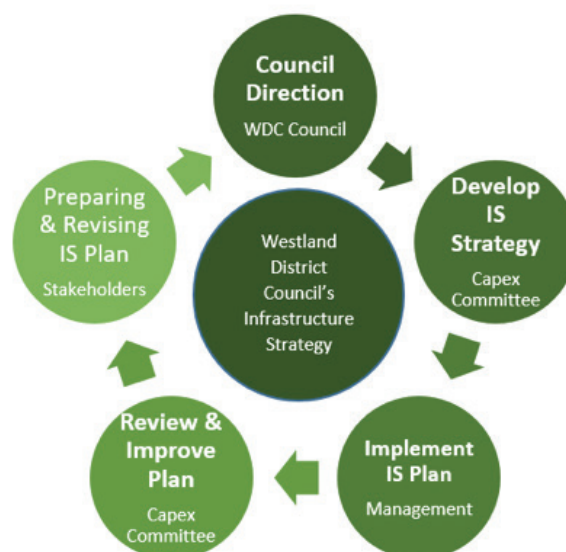 Council
Direction
WDC Council
Develop
IS
Strategy
Capex
Committee
Implement
IS Plan
Management
Review &
Improve
Plan
Capex
Committee
Preparing
& Revising
IS Plan
Stakeholders
Westland
District
Council's
Infrastructure
Strategy